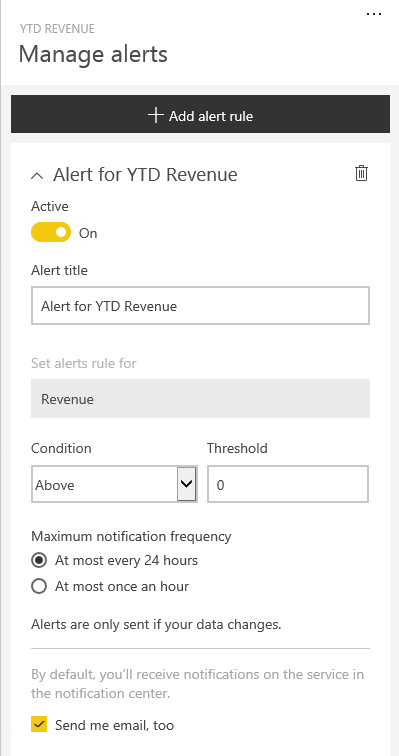 YTD REVENUE
Manage alerts
Add alert rule
Alert for YTD Revenue
Active
On
Alert title
Alert for YTD Revenue
Set alerts rule for
Revenue
Condition Threshold
Above 0
Maximum notification frequency
At most every 24 hours
At most once an hour
Alerts are only sent if your data changes.
By default, you'll receive notifications on the service in
the notification center.
Send me email, too